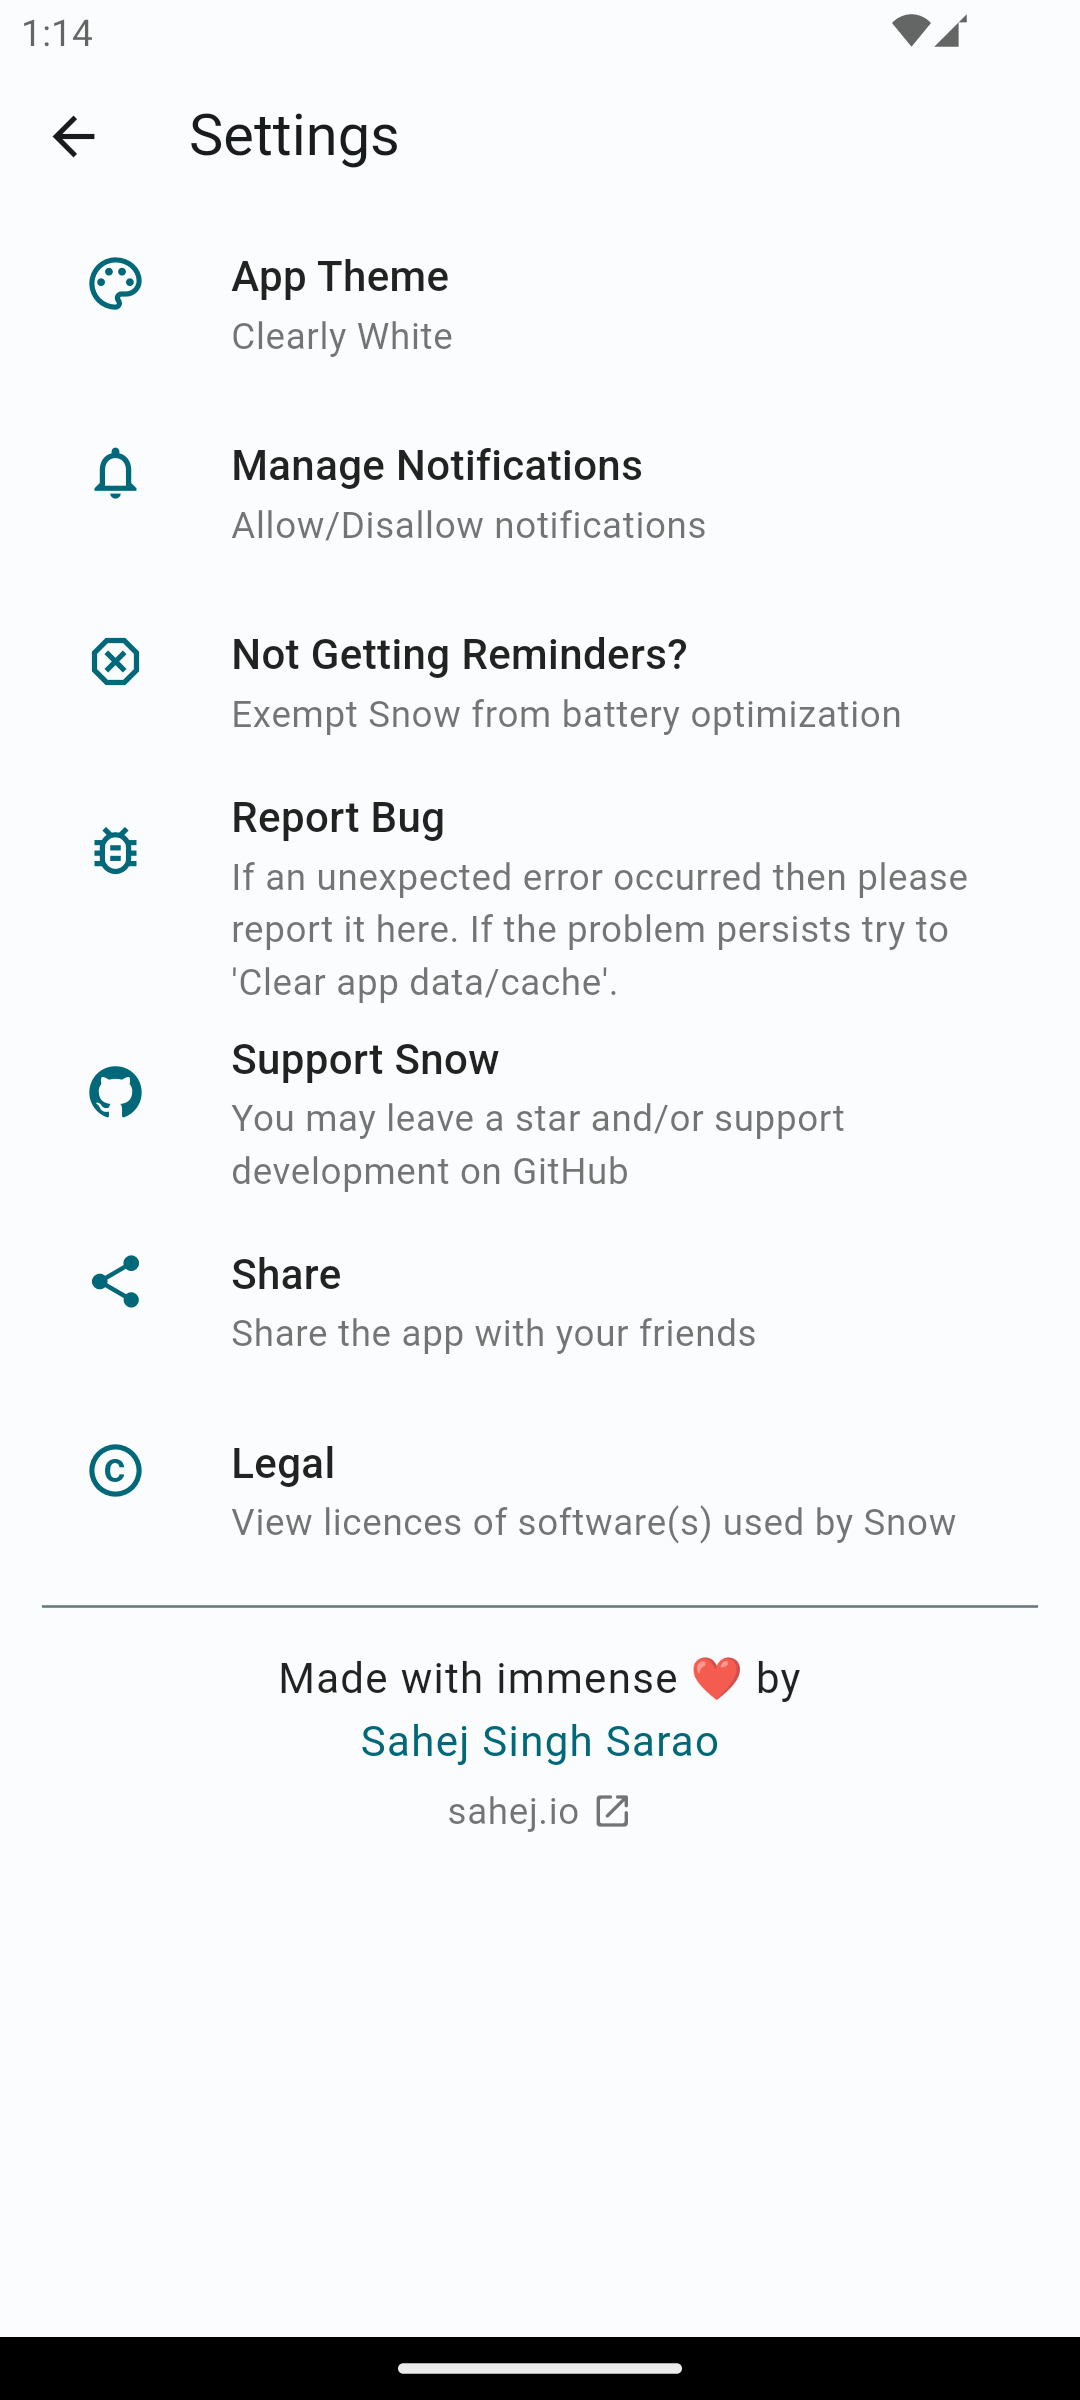 1:14
Settings
App Theme
Clearly White
Manage Notifications
Allow/Disallow notifications
Not Getting Reminders?
Exempt Snow from battery optimization
Report Bug
If an unexpected error occurred then please
report it here. If the problem persists try to
'Clear app data/cache'.
Support Snow
You may leave a star and/or support
development on GitHub
Share
Share the app with your friends
Legal
View licences of software(s) used by Snow
Made with immense ❤️ by
Sahej Singh Sarao
sahej.io